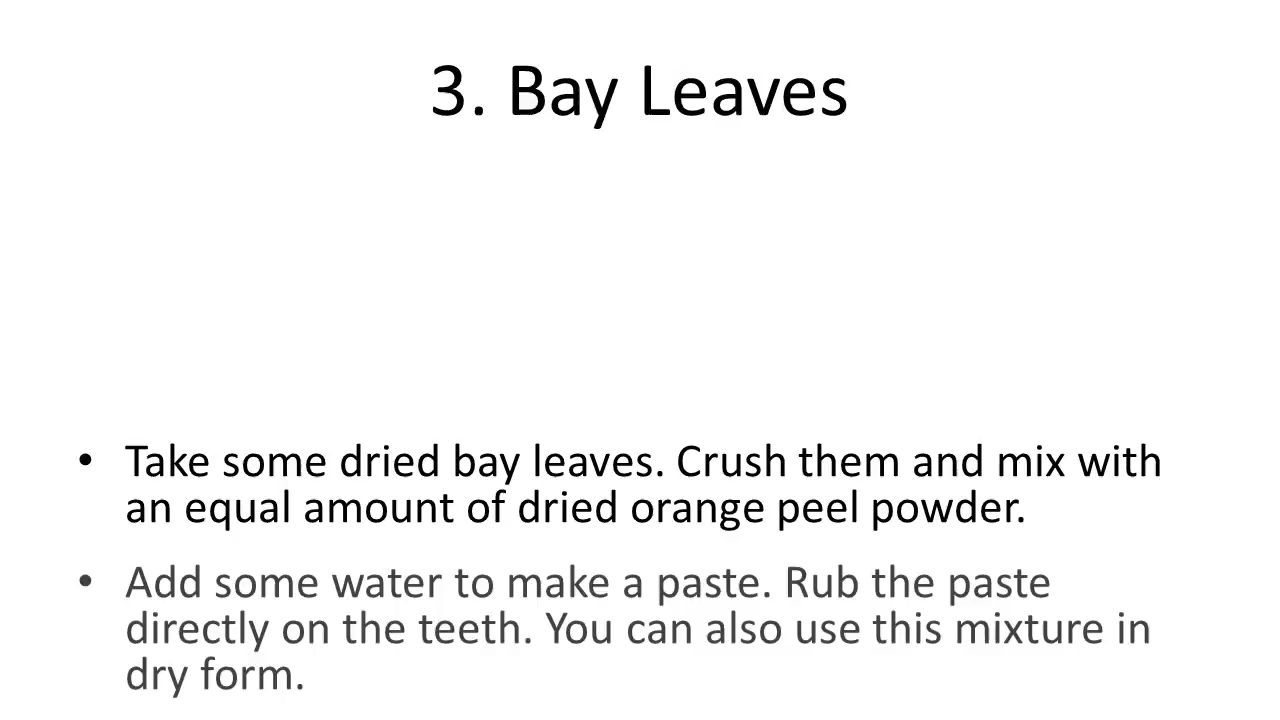 3. Bay Leaves
• Take some dried bay leaves. Crush them and mix with
an equal amount of dried orange peel powder.
• Add some water to make a paste. Rub the paste
directly on the teeth. You can also use this mixture in
dry form.